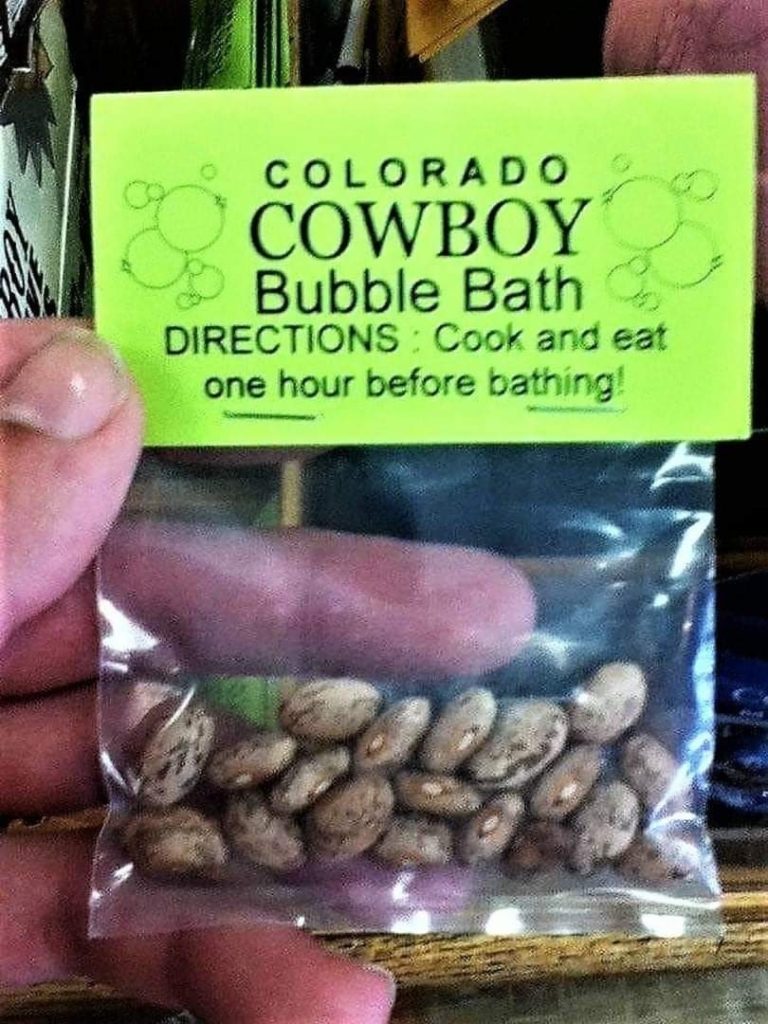 COLORADO
COWBOY
Bubble Bath
DIRECTIONS : Cook and eat
one hour before bathing!